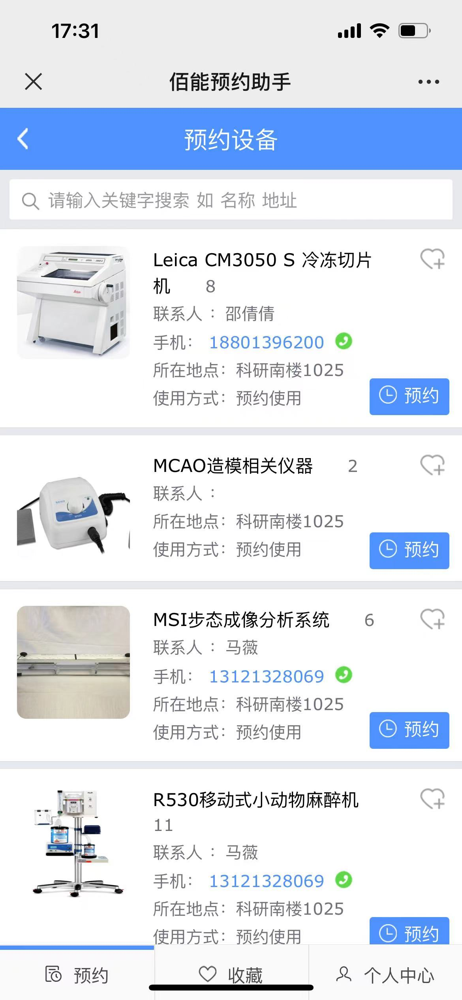 17:31
佰能预约助手
预约设备
请输入关键字搜索 如 名称 地址
Leica CM3050 S 冷冻切片
机 8
联系人 : 邵倩倩
手机: 18801396200
所在地点: 科研南楼1025
使用方式: 预约使用
预约
MCAO造模相关仪器 2
联系人 :
所在地点: 科研南楼1025
使用方式: 预约使用
预约
SPEED
MSI步态成像分析系统 6
联系人 : 马薇
手机: 13121328069
所在地点: 科研南楼1025
使用方式: 预约使用
预约
R530移动式小动物麻醉机
11
联系人 : 马薇
手机: 13121328069
所在地点: 科研南楼1025
使用方式: 预约使用
预约
预约 收藏 个人中心